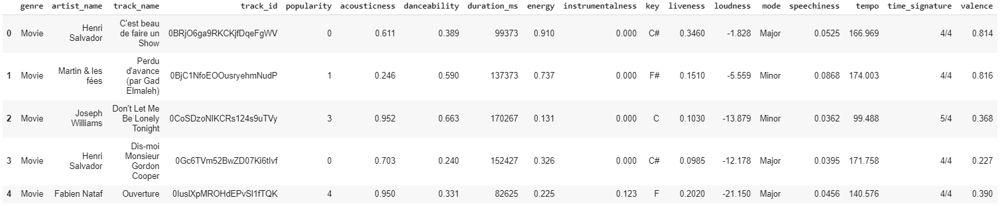 genre artist_name track_name track_id popularity acousticness danceability duration_ms energy instrumentalness key liveness loudness mode speechiness tempo time_signature valence
0 Movie Henri Salvador C'est beau de faire un Show 0BRjO6ga9RKCKjfDqeFgWV 0 0.611 0.389 99373 0.910 0.000 C# 0.3460 -1.828 Major 0.0525 166.969 4/4 0.814
1 Movie Martin & les fées Perdu d'avance (par Gad Elmaleh) 0BjC1NfoEOOusryehmNudP 1 0.246 0.590 137373 0.737 0.000 F# 0.1510 -5.559 Minor 0.0868 174.003 4/4 0.816
2 Movie Joseph Williams Don't Let Me Be Lonely Tonight 0CoSDzoNIKCRs124s9uTVy 3 0.952 0.663 170267 0.131 0.000 C 0.1030 -13.879 Minor 0.0362 99.488 5/4 0.368
3 Movie Henri Salvador Dis-moi Monsieur Gordon Cooper 0Gc6TVm52BwZD07Ki6tIvf 0 0.703 0.240 152427 0.326 0.000 C# 0.0985 -12.178 Major 0.0395 171.758 4/4 0.227
4 Movie Fabien Nataf Ouverture 0IuslXpMROHdEPvSl1fTQK 4 0.950 0.331 82625 0.225 0.123 F 0.2020 -21.150 Major 0.0456 140.576 4/4 0.390